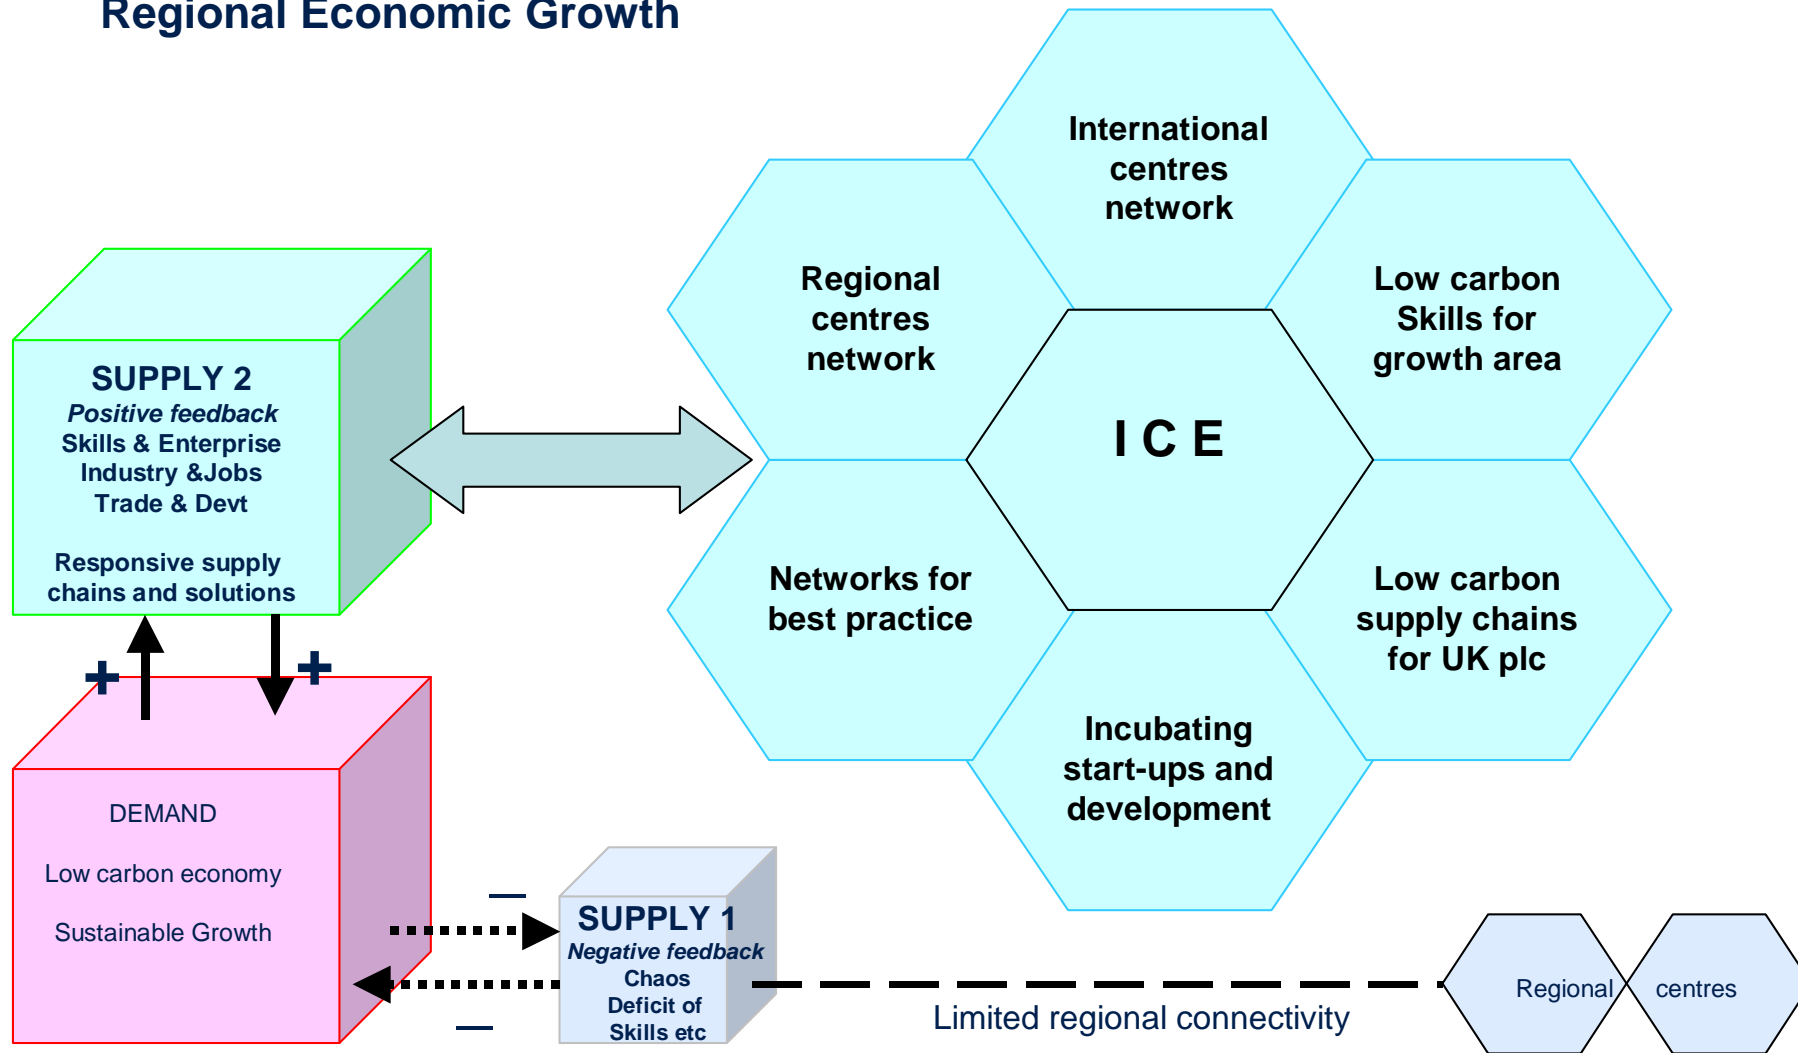 Regional Economic Growth
International
centres
network
Regional
centres
network
Low carbon
Skills for
growth area
I C E
SUPPLY 2
Positive feedback
Skills & Enterprise
Industry &Jobs
Trade & Devt
Responsive supply
chains and solutions
Networks for
best practice
Low carbon
supply chains
for UK plc
Incubating
start-ups and
development
+
+
DEMAND
Low carbon economy
Sustainable Growth
–
–
SUPPLY 1
Negative feedback
Chaos
Deficit of
Skills etc
Limited regional connectivity
Regional centres